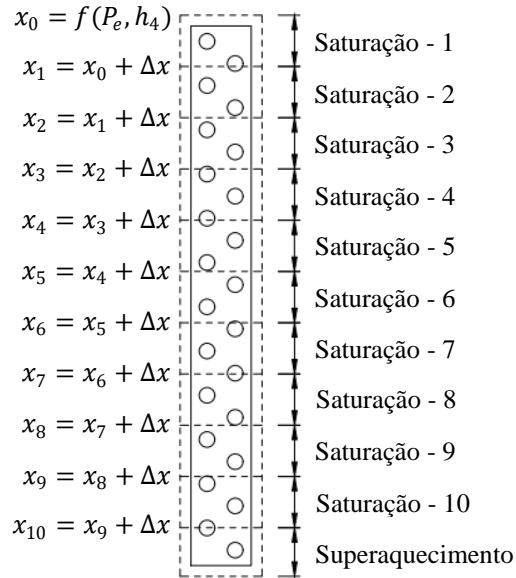 x₀ = f(Pₑ, h₄)
Saturação - 1
x₁ = x₀ + Δx
Saturação - 2
x₂ = x₁ + Δx
Saturação - 3
x₃ = x₂ + Δx
Saturação - 4
x₄ = x₃ + Δx
Saturação - 5
x₅ = x₄ + Δx
Saturação - 6
x₆ = x₅ + Δx
Saturação - 7
x₇ = x₆ + Δx
Saturação - 8
x₈ = x₇ + Δx
Saturação - 9
x₉ = x₈ + Δx
Saturação - 10
x₁₀ = x₉ + Δx
Superaquecimento